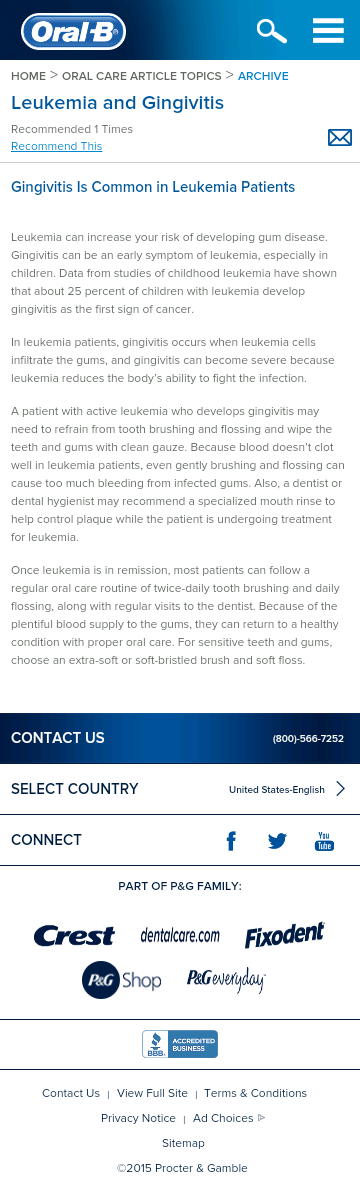 Oral-B®
HOME > ORAL CARE ARTICLE TOPICS > ARCHIVE
Leukemia and Gingivitis
Recommended 1 Times
Recommend This
Gingivitis Is Common in Leukemia Patients
Leukemia can increase your risk of developing gum disease.
Gingivitis can be an early symptom of leukemia, especially in
children. Data from studies of childhood leukemia have shown
that about 25 percent of children with leukemia develop
gingivitis as the first sign of cancer.
In leukemia patients, gingivitis occurs when leukemia cells
infiltrate the gums, and gingivitis can become severe because
leukemia reduces the body's ability to fight the infection.
A patient with active leukemia who develops gingivitis may
need to refrain from tooth brushing and flossing and wipe the
teeth and gums with clean gauze. Because blood doesn't clot
well in leukemia patients, even gently brushing and flossing can
cause too much bleeding from infected gums. Also, a dentist or
dental hygienist may recommend a specialized mouth rinse to
help control plaque while the patient is undergoing treatment
for leukemia.
Once leukemia is in remission, most patients can follow a
regular oral care routine of twice-daily tooth brushing and daily
flossing, along with regular visits to the dentist. Because of the
plentiful blood supply to the gums, they can return to a healthy
condition with proper oral care. For sensitive teeth and gums,
choose an extra-soft or soft-bristled brush and soft floss.
CONTACT US (800)-566-7252
SELECT COUNTRY United States-English
CONNECT You Tube
PART OF P&G FAMILY:
Crest dentalcare.com Fixodent
P&G Shop P&G everyday
BBB ACCREDITED BUSINESS
Contact Us | View Full Site | Terms & Conditions
Privacy Notice | Ad Choices
Sitemap
©2015 Procter & Gamble